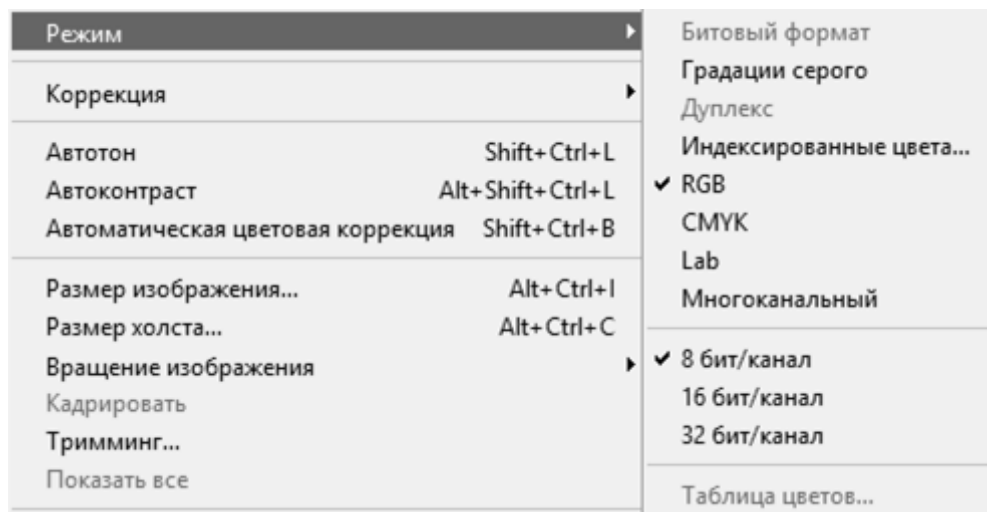 Режим
Коррекция
Автотон Shift+Ctrl+L
Автоконтраст Alt+Shift+Ctrl+L
Автоматическая цветовая коррекция Shift+Ctrl+B
Размер изображения... Alt+Ctrl+I
Размер холста... Alt+Ctrl+C
Вращение изображения
Кадрировать
Тримминг...
Показать все
Битовый формат
Градации серого
Дуплекс
Индексированные цвета...
RGB
CMYK
Lab
Многоканальный
8 бит/канал
16 бит/канал
32 бит/канал
Таблица цветов...